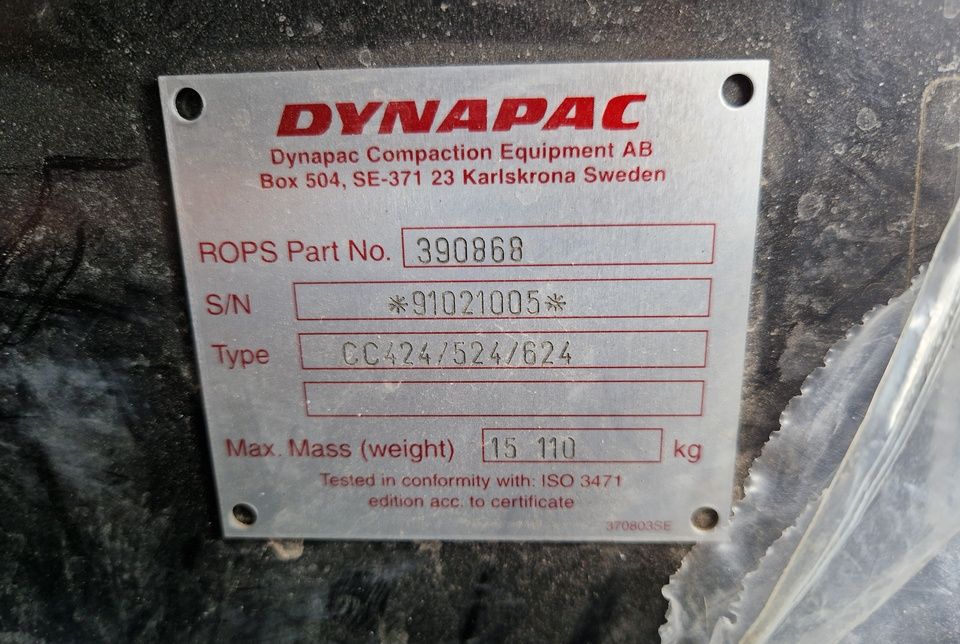 DYNAPAC
Dynapac Compaction Equipment AB
Box 504, SE-371 23 Karlskrona Sweden
ROPS Part No. 390868
S/N *91021005*
Type CC424/524/624
Max. Mass (weight) 15 110 kg
Tested in conformity with: ISO 3471
edition acc. to certificate
370803SE